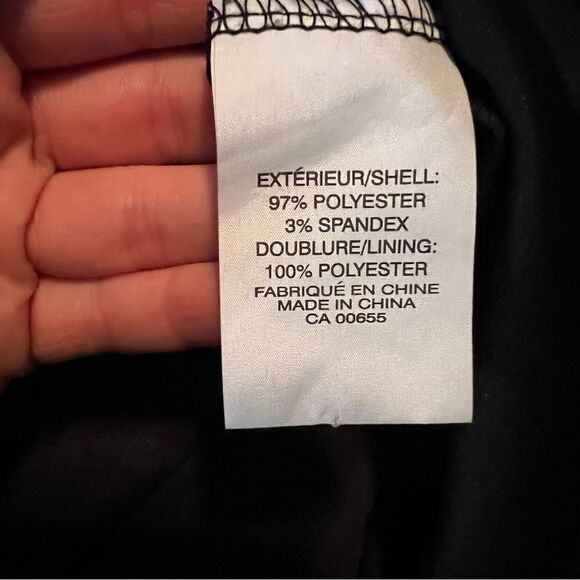 EXTÉRIEUR/SHELL:
97% POLYESTER
3% SPANDEX
DOUBLURE/LINING:
100% POLYESTER
FABRIQUÉ EN CHINE
MADE IN CHINA
CA 00655